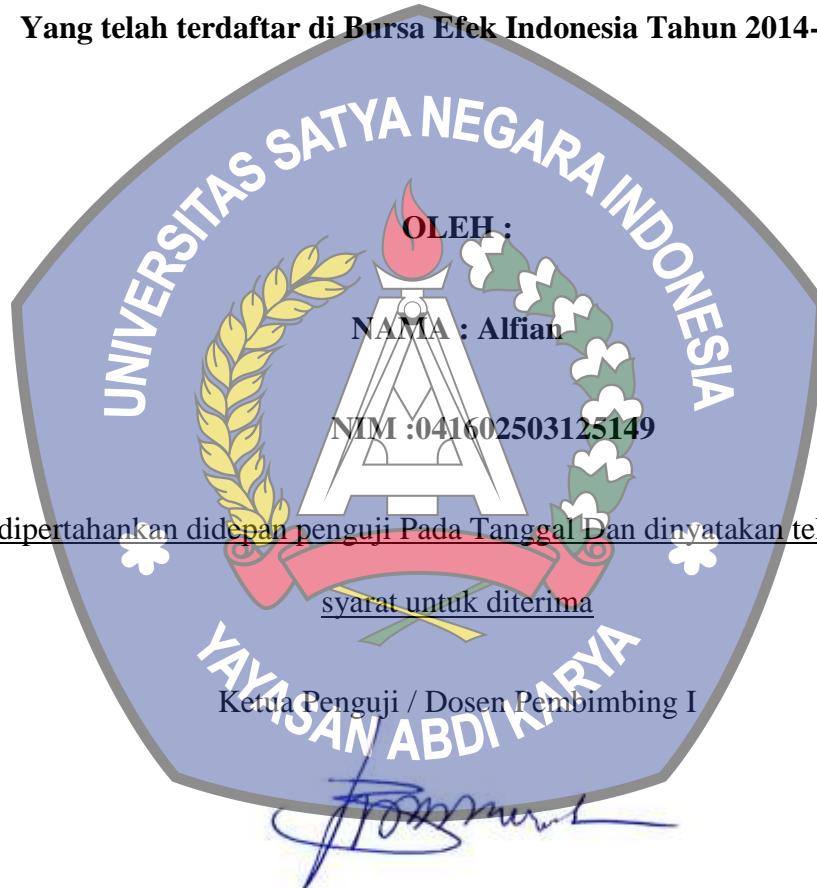 Yang telah terdaftar di Bursa Efek Indonesia Tahun 2014-
UNIVERSITAS SATYA NEGARA INDONESIA
OLEH :
NAMA : Alfian
NIM :041602503125149
dipertahankan didepan penguji Pada Tanggal Dan dinyatakan
syarat untuk diterima
Ketua Penguji / Dosen Pembimbing I
YAYASAN ABDI KARYA